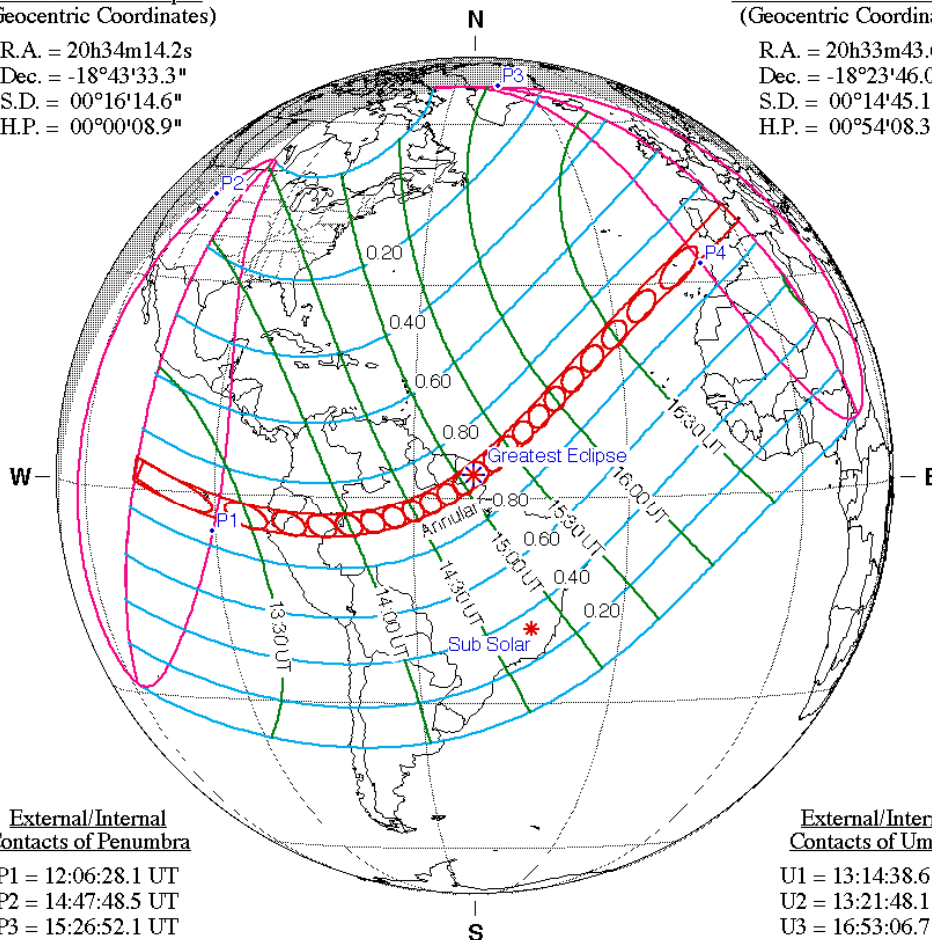 Geocentric Coordinates)
R.A. = 20h34m14.2s
Dec. = -18°43'33.3"
S.D. = 00°16'14.6"
H.P. = 00°00'08.9"
N
(Geocentric Coordina
R.A. = 20h33m43.
Dec. = -18°23'46.0
S.D. = 00°14'45.1
H.P. = 00°54'08.3
P3
P2
P4
0.20
0.40
0.60
0.80
16:30 UT
Greatest Eclipse
W
E
P1
Annular
0.80
16:00 UT
15:30 UT
0.60
15:00 UT
0.40
14:30 UT
0.20
14:00 UT
13:30 UT
Sub Solar
External/Internal
Contacts of Penumbra
P1 = 12:06:28.1 UT
P2 = 14:47:48.5 UT
P3 = 15:26:52.1 UT
External/Inter
Contacts of Um
U1 = 13:14:38.6
U2 = 13:21:48.1
U3 = 16:53:06.7
S